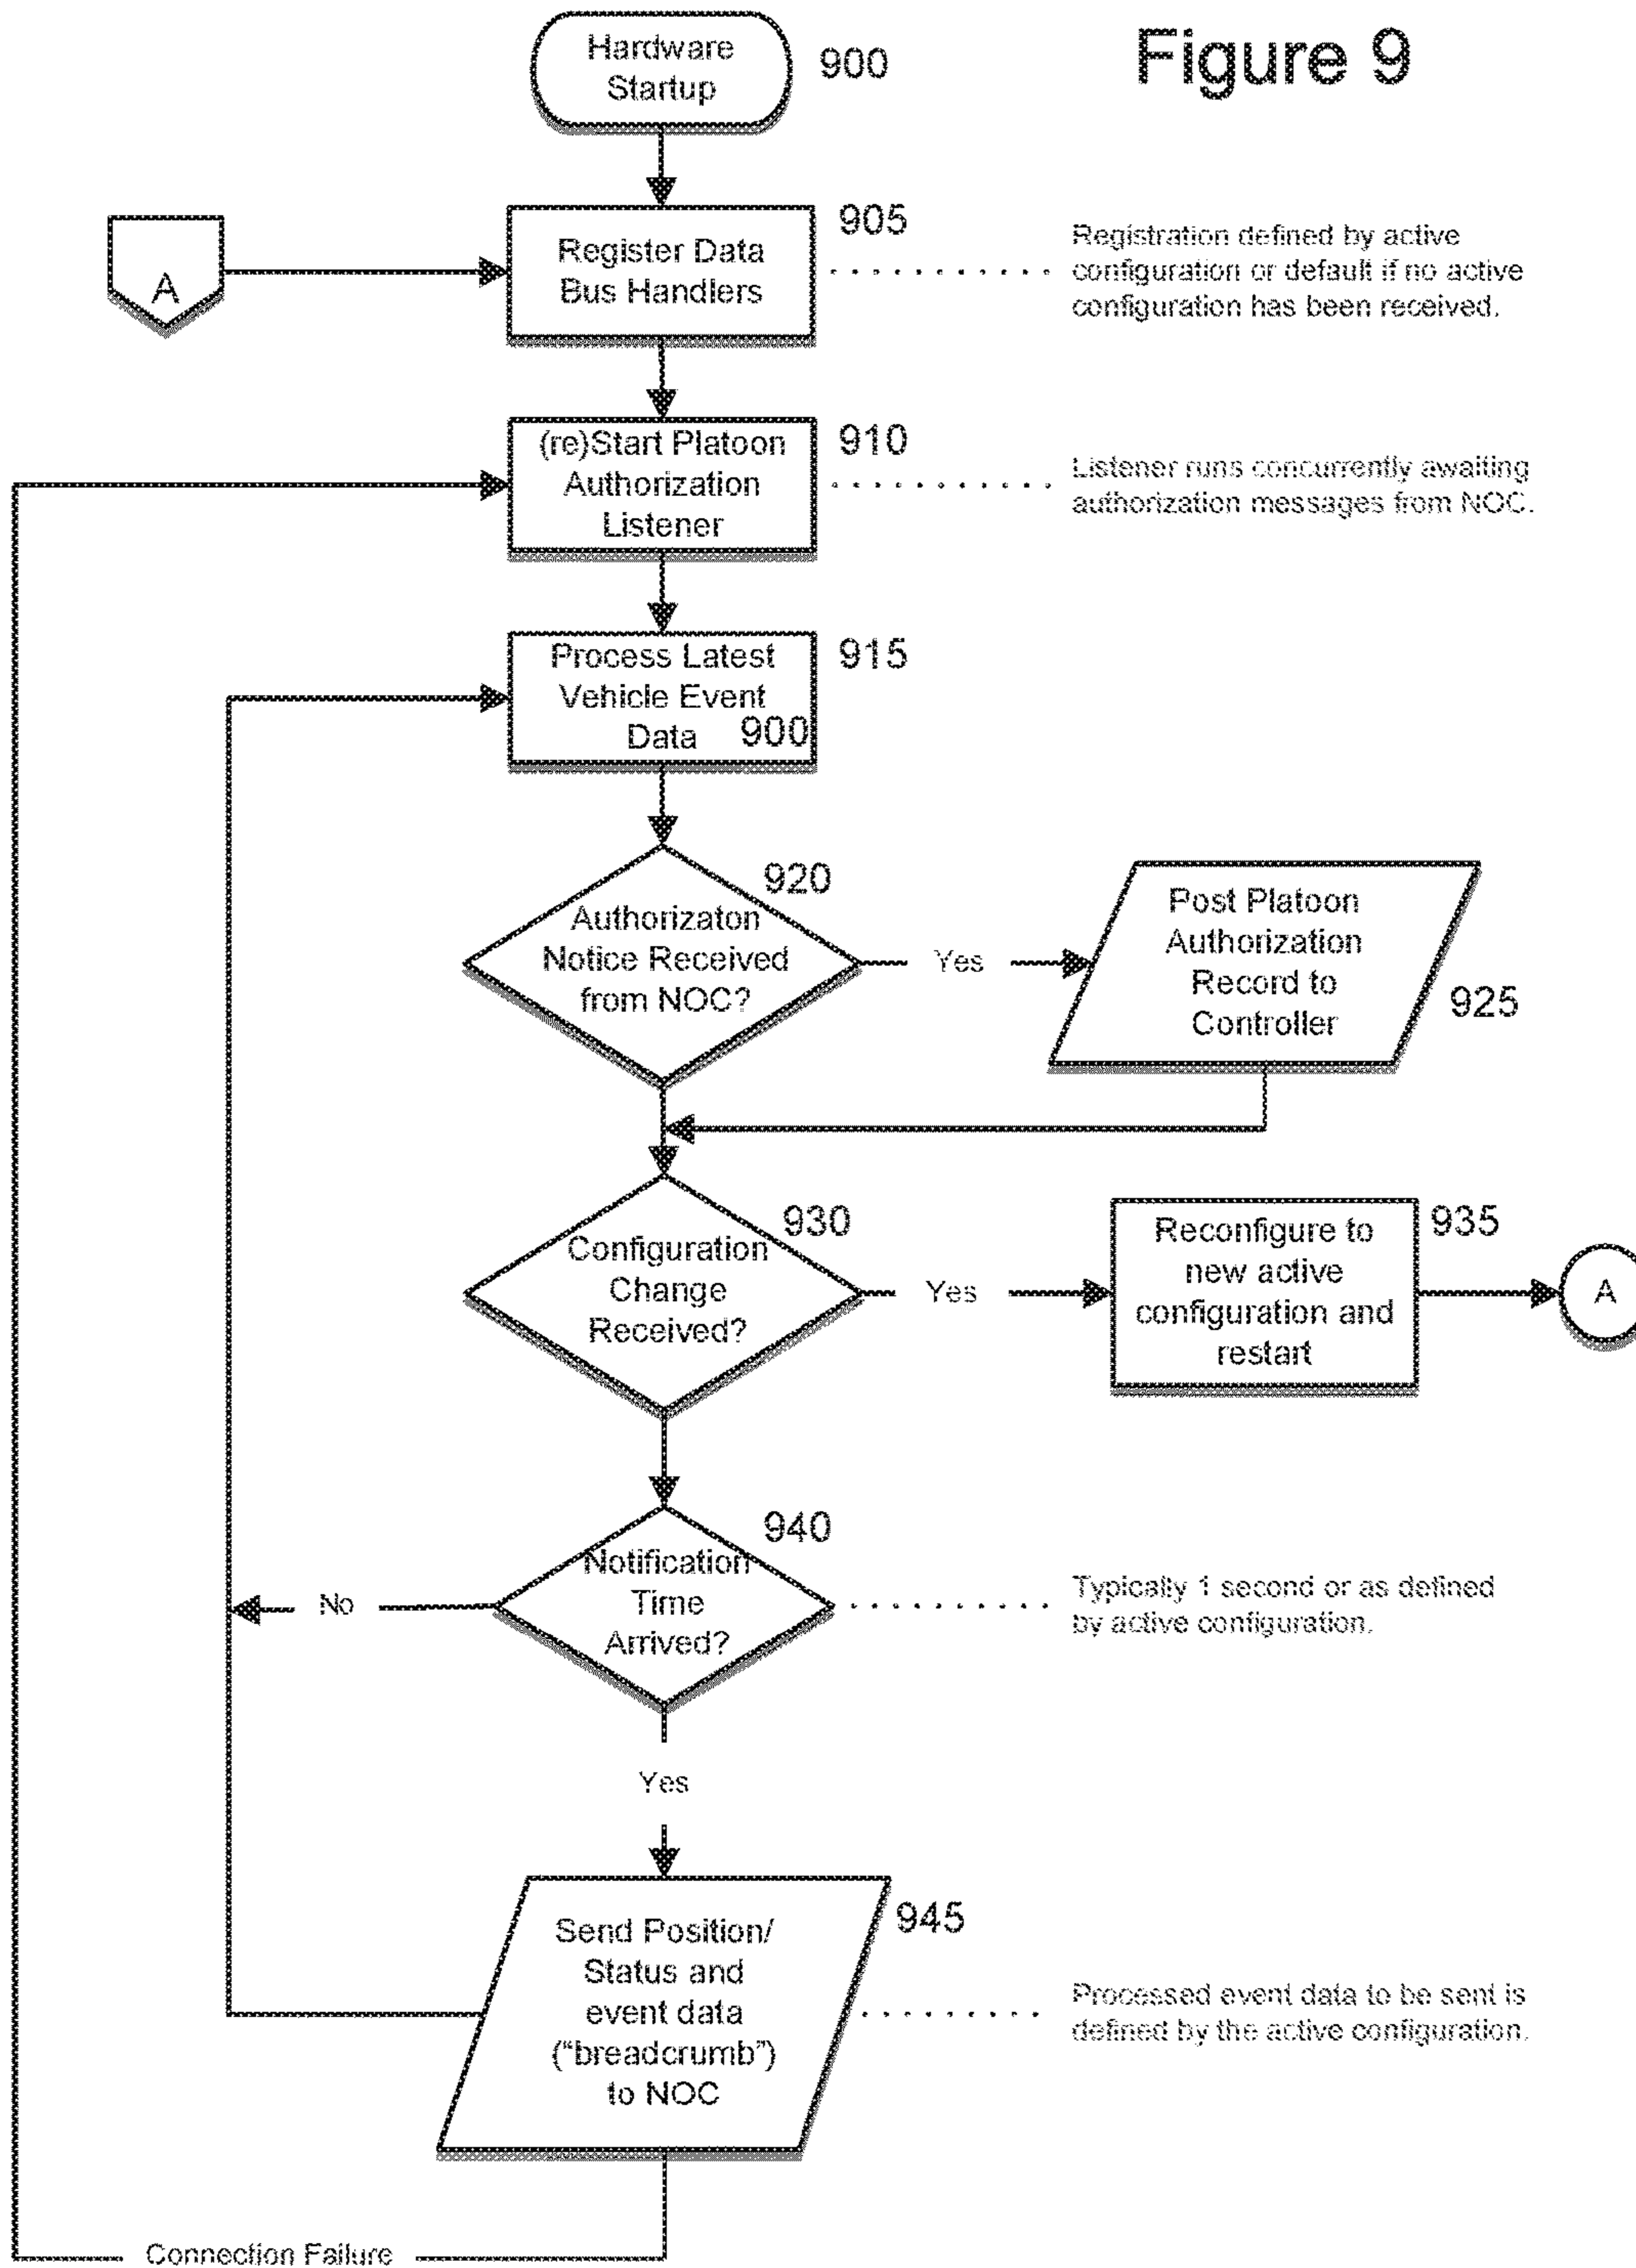 Figure 9
Hardware
Startup
900
A
Register Data
Bus Handlers
905
Registration defined by active
configuration or default if no active
configuration has been received.
(re)Start Platoon
Authorization
Listener
910
Listener runs concurrently awaiting
authorization messages from NOC.
Process Latest
Vehicle Event
Data 900
915
920
Authorizaton
Notice Received
from NOC?
Yes
Post Platoon
Authorization
Record to
Controller
925
930
Configuration
Change
Received?
Yes
Reconfigure to
new active
configuration and
restart
935
A
940
Notification
Time
Arrived?
No
Typically 1 second or as defined
by active configuration.
Yes
Send Position/
Status and
event data
("breadcrumb")
to NOC
945
Processed event data to be sent is
defined by the active configuration.
Connection Failure